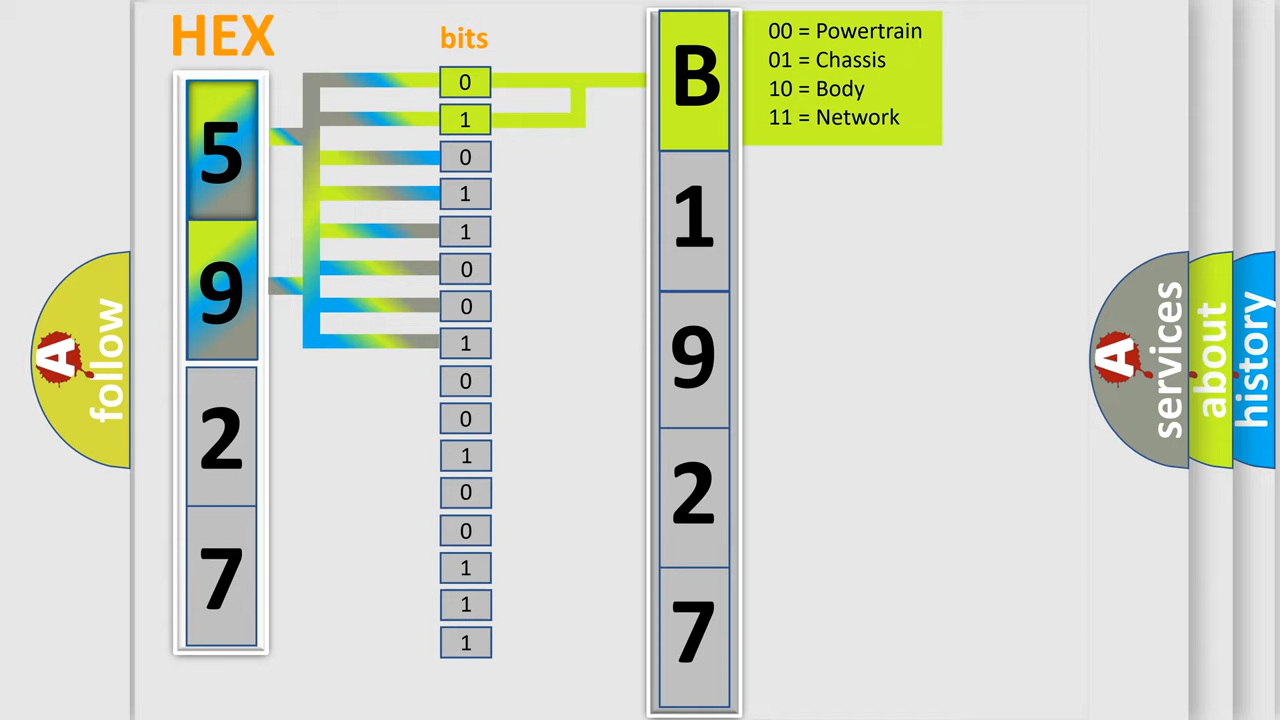 HEX
bits
5
9
2
7
0
1
0
1
1
0
0
1
0
0
1
0
0
1
1
1
B
1
9
2
7
00 = Powertrain
01 = Chassis
10 = Body
11 = Network
A
follow
A
services
about
history